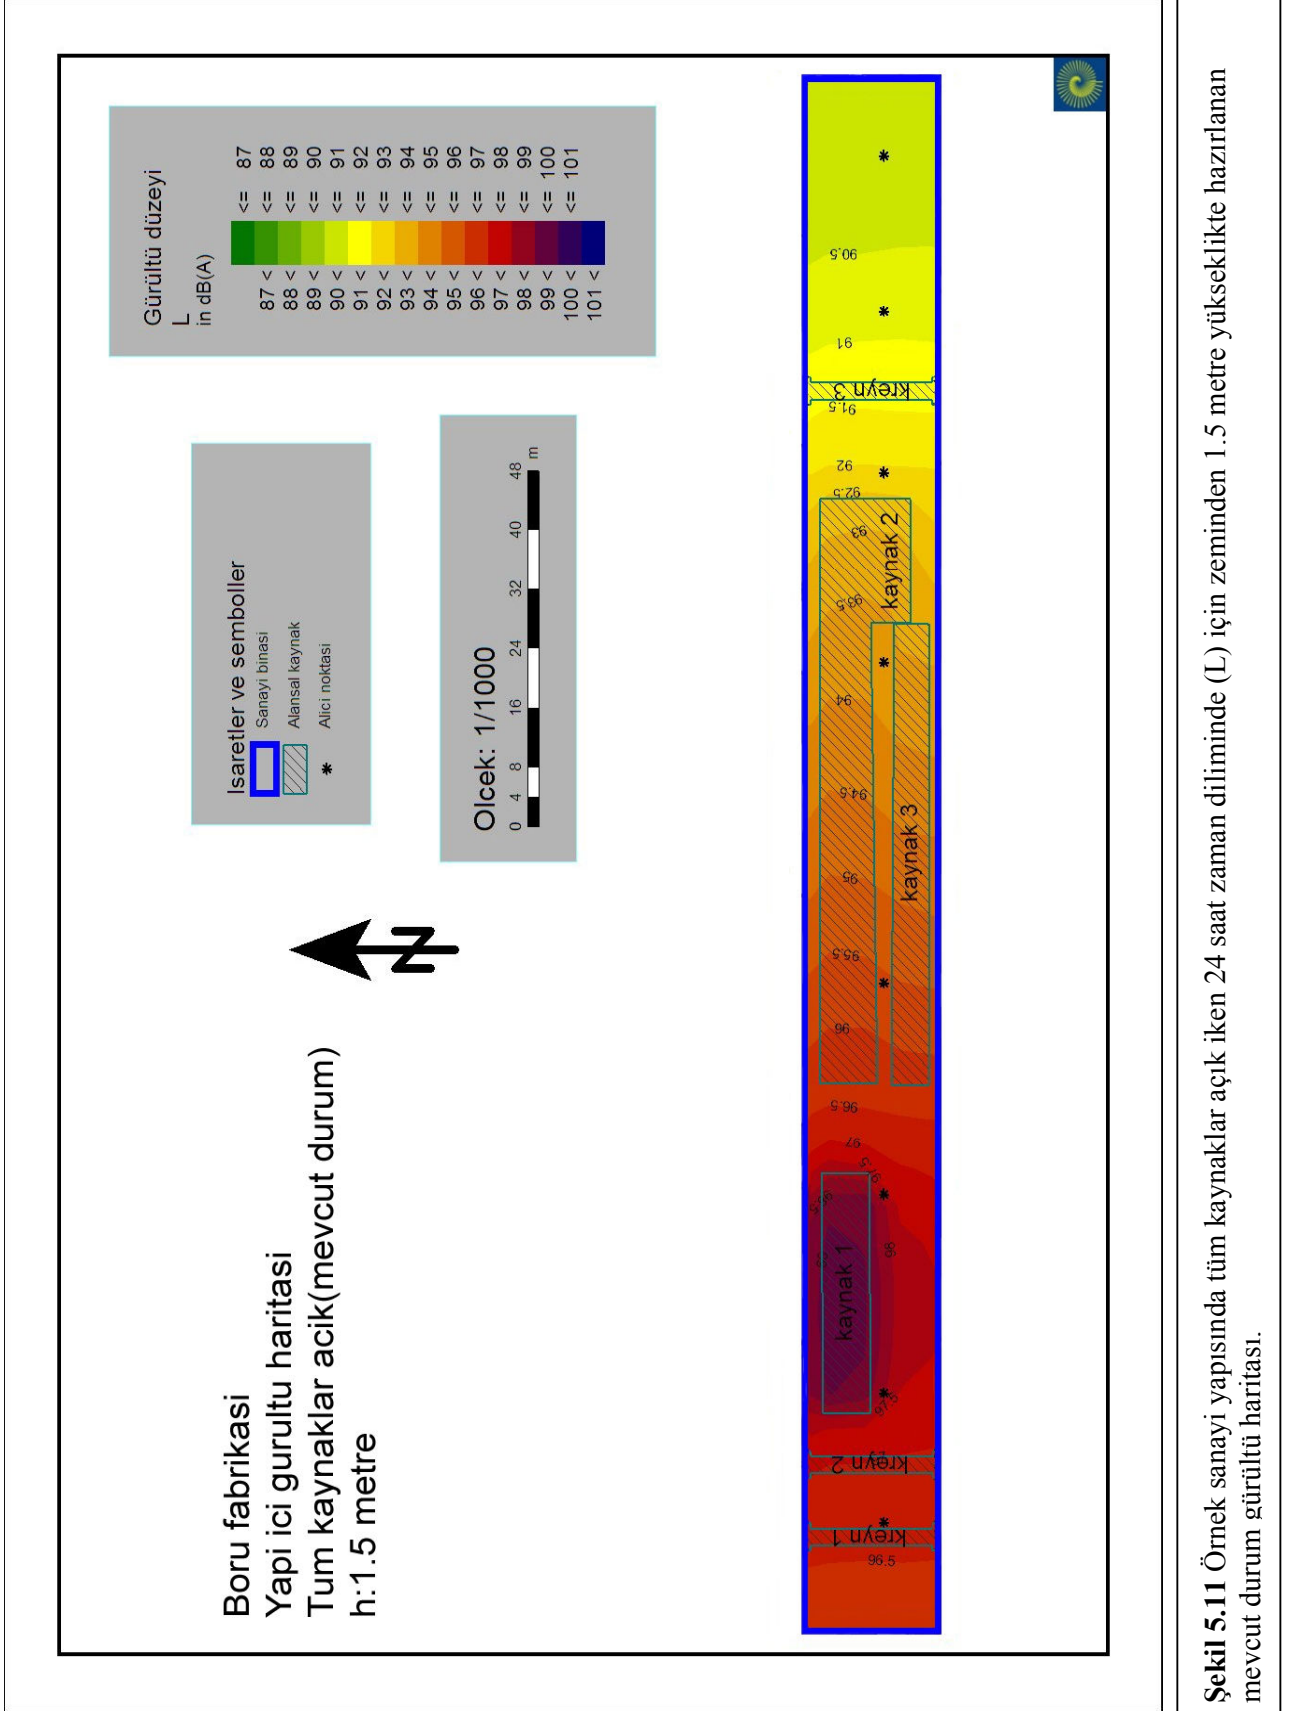 Boru fabrikasi
Yapi ici gurultu haritasi
Tum kaynaklar acik(mevcut durum)
h:1.5 metre
N
Isaretler ve semboller
Sanayi binasi
Alansal kaynak
Alici noktasi
Olcek: 1/1000
0 4 8 16 24 32 40 48
m
Gürültü düzeyi
L
in dB(A)
<= 87
87 < <= 88
88 < <= 89
89 < <= 90
90 < <= 91
91 < <= 92
92 < <= 93
93 < <= 94
94 < <= 95
95 < <= 96
96 < <= 97
97 < <= 98
98 < <= 99
99 < <= 100
100 < <= 101
101 <
96.5
kreyn 1
kreyn 2
97.5
kaynak 1
98
97.5
97
96.5
96
95.5
95
94.5
94
93.5
93
92.5
92
kaynak 3
kaynak 2
91.5
kreyn 3
91
90.5
Şekil 5.11 Örnek sanayi yapısında tüm kaynaklar açık iken 24 saat zaman diliminde (L) için zeminden 1.5 metre yükseklikte hazırlanan
mevcut durum gürültü haritası.